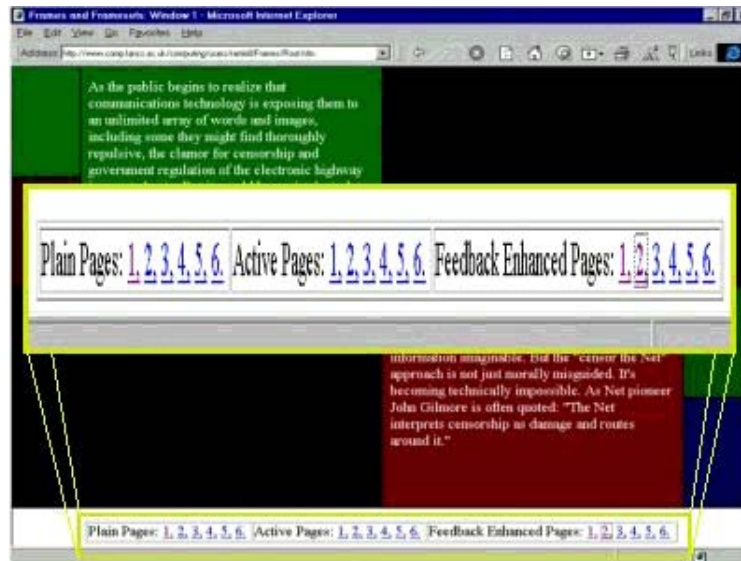 Frames and Framesets: Window 1 - Microsoft Internet Explorer
File Edit View Go Favorites Help
Address Links
As the public begins to realize that
communications technology is exposing them to
an unlimited array of words and images,
including some they might find thoroughly
repulsive, the clamor for censorship and
government regulation of the electronic highway
Plain Pages: 1, 2, 3, 4, 5, 6. Active Pages: 1, 2, 3, 4, 5, 6. Feedback Enhanced Pages: 1, 2, 3, 4, 5, 6.
information imaginable. But the "censor the Net"
approach is not just morally misguided. It's
becoming technically impossible. As Net pioneer
John Gilmore is often quoted: "The Net
interprets censorship as damage and routes
around it."
Plain Pages: 1, 2, 3, 4, 5, 6. Active Pages: 1, 2, 3, 4, 5, 6. Feedback Enhanced Pages: 1, 2, 3, 4, 5, 6.